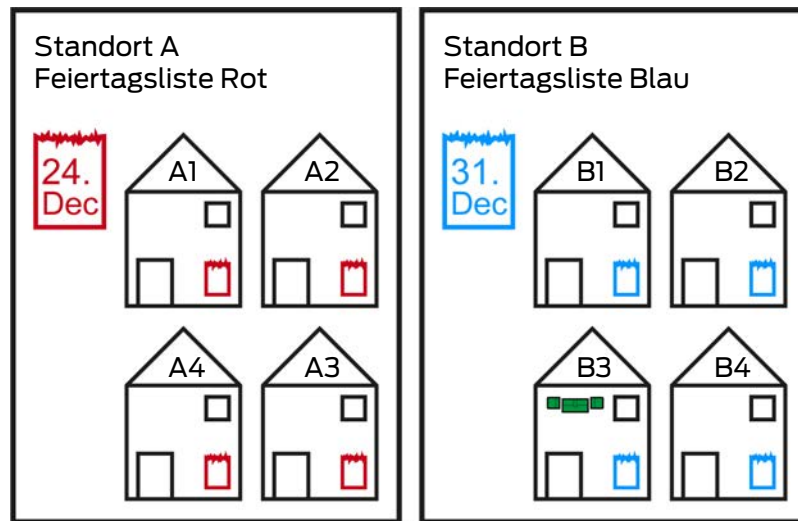 Standort A
Feiertagsliste Rot
24.
Dec
A1
A2
A4
A3
Standort B
Feiertagsliste Blau
31.
Dec
B1
B2
B3
B4